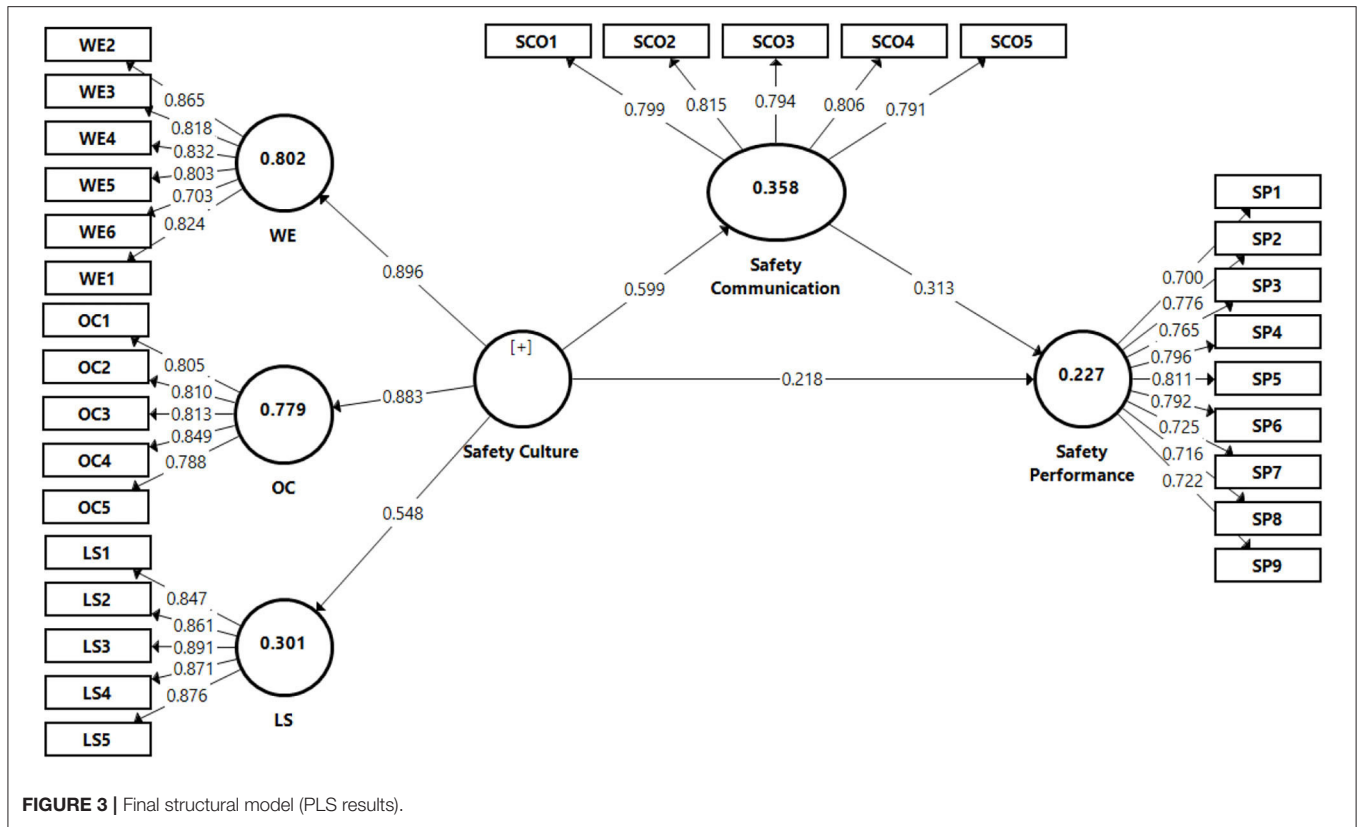 WE2
WE3
WE4
WE5
WE6
WE1
0.865
0.818
0.832
0.803
0.703
0.824
0.802
WE
OC1
OC2
OC3
OC4
OC5
0.805
0.810
0.813
0.849
0.788
0.779
OC
LS1
LS2
LS3
LS4
LS5
0.847
0.861
0.891
0.871
0.876
0.301
LS
0.896
0.883
0.548
[+]
Safety Culture
0.599
0.218
SCO1
SCO2
SCO3
SCO4
SCO5
0.799
0.815
0.794
0.806
0.791
0.358
Safety
Communication
0.313
0.227
Safety
Performance
0.700
0.776
0.765
0.796
0.811
0.792
0.725
0.716
0.722
SP1
SP2
SP3
SP4
SP5
SP6
SP7
SP8
SP9
FIGURE 3 | Final structural model (PLS results).